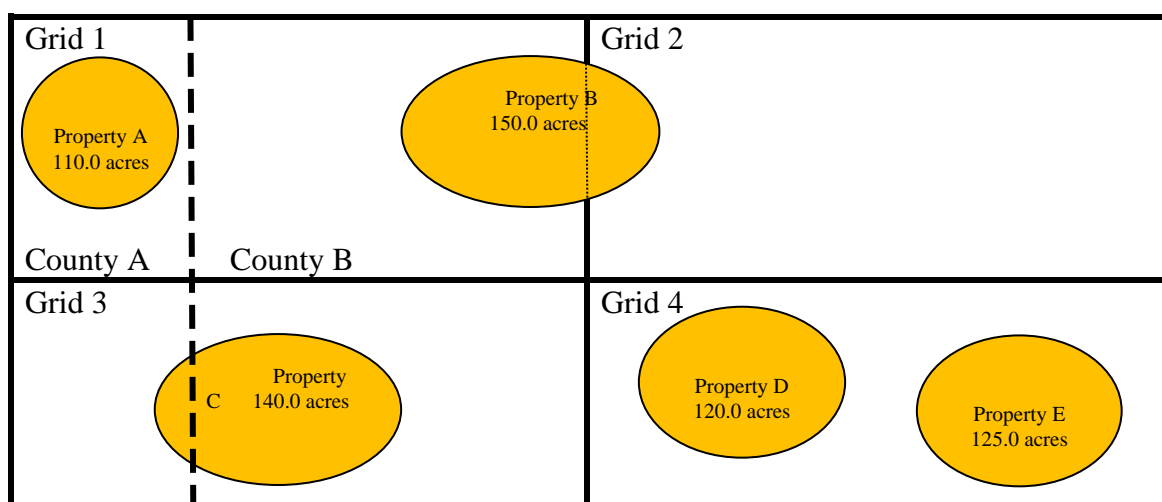 Grid 1
Grid 2
Property A
110.0 acres
Property B
150.0 acres
County A
County B
Grid 3
Grid 4
Property
C 140.0 acres
Property D
120.0 acres
Property E
125.0 acres